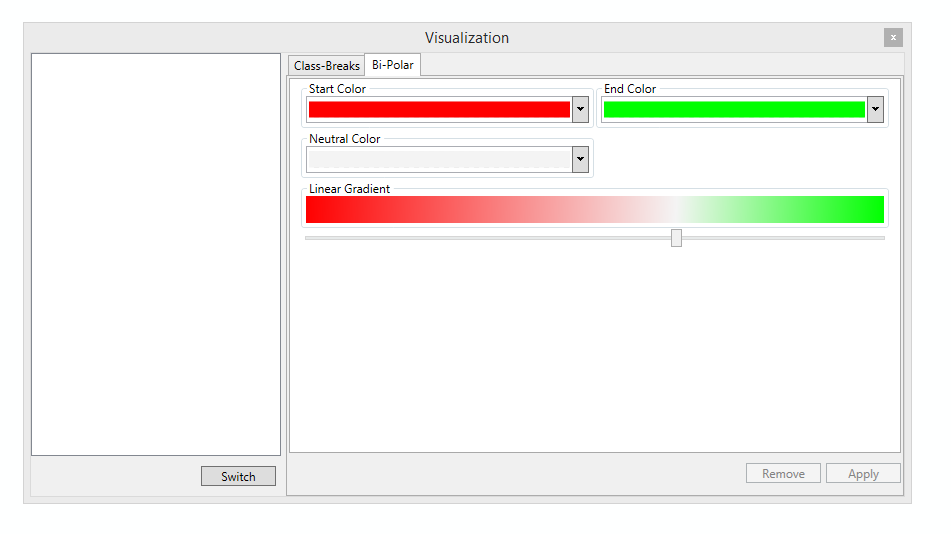 Visualization
x
Class-Breaks Bi-Polar
Start Color End Color
Neutral Color
Linear Gradient
Switch Remove Apply